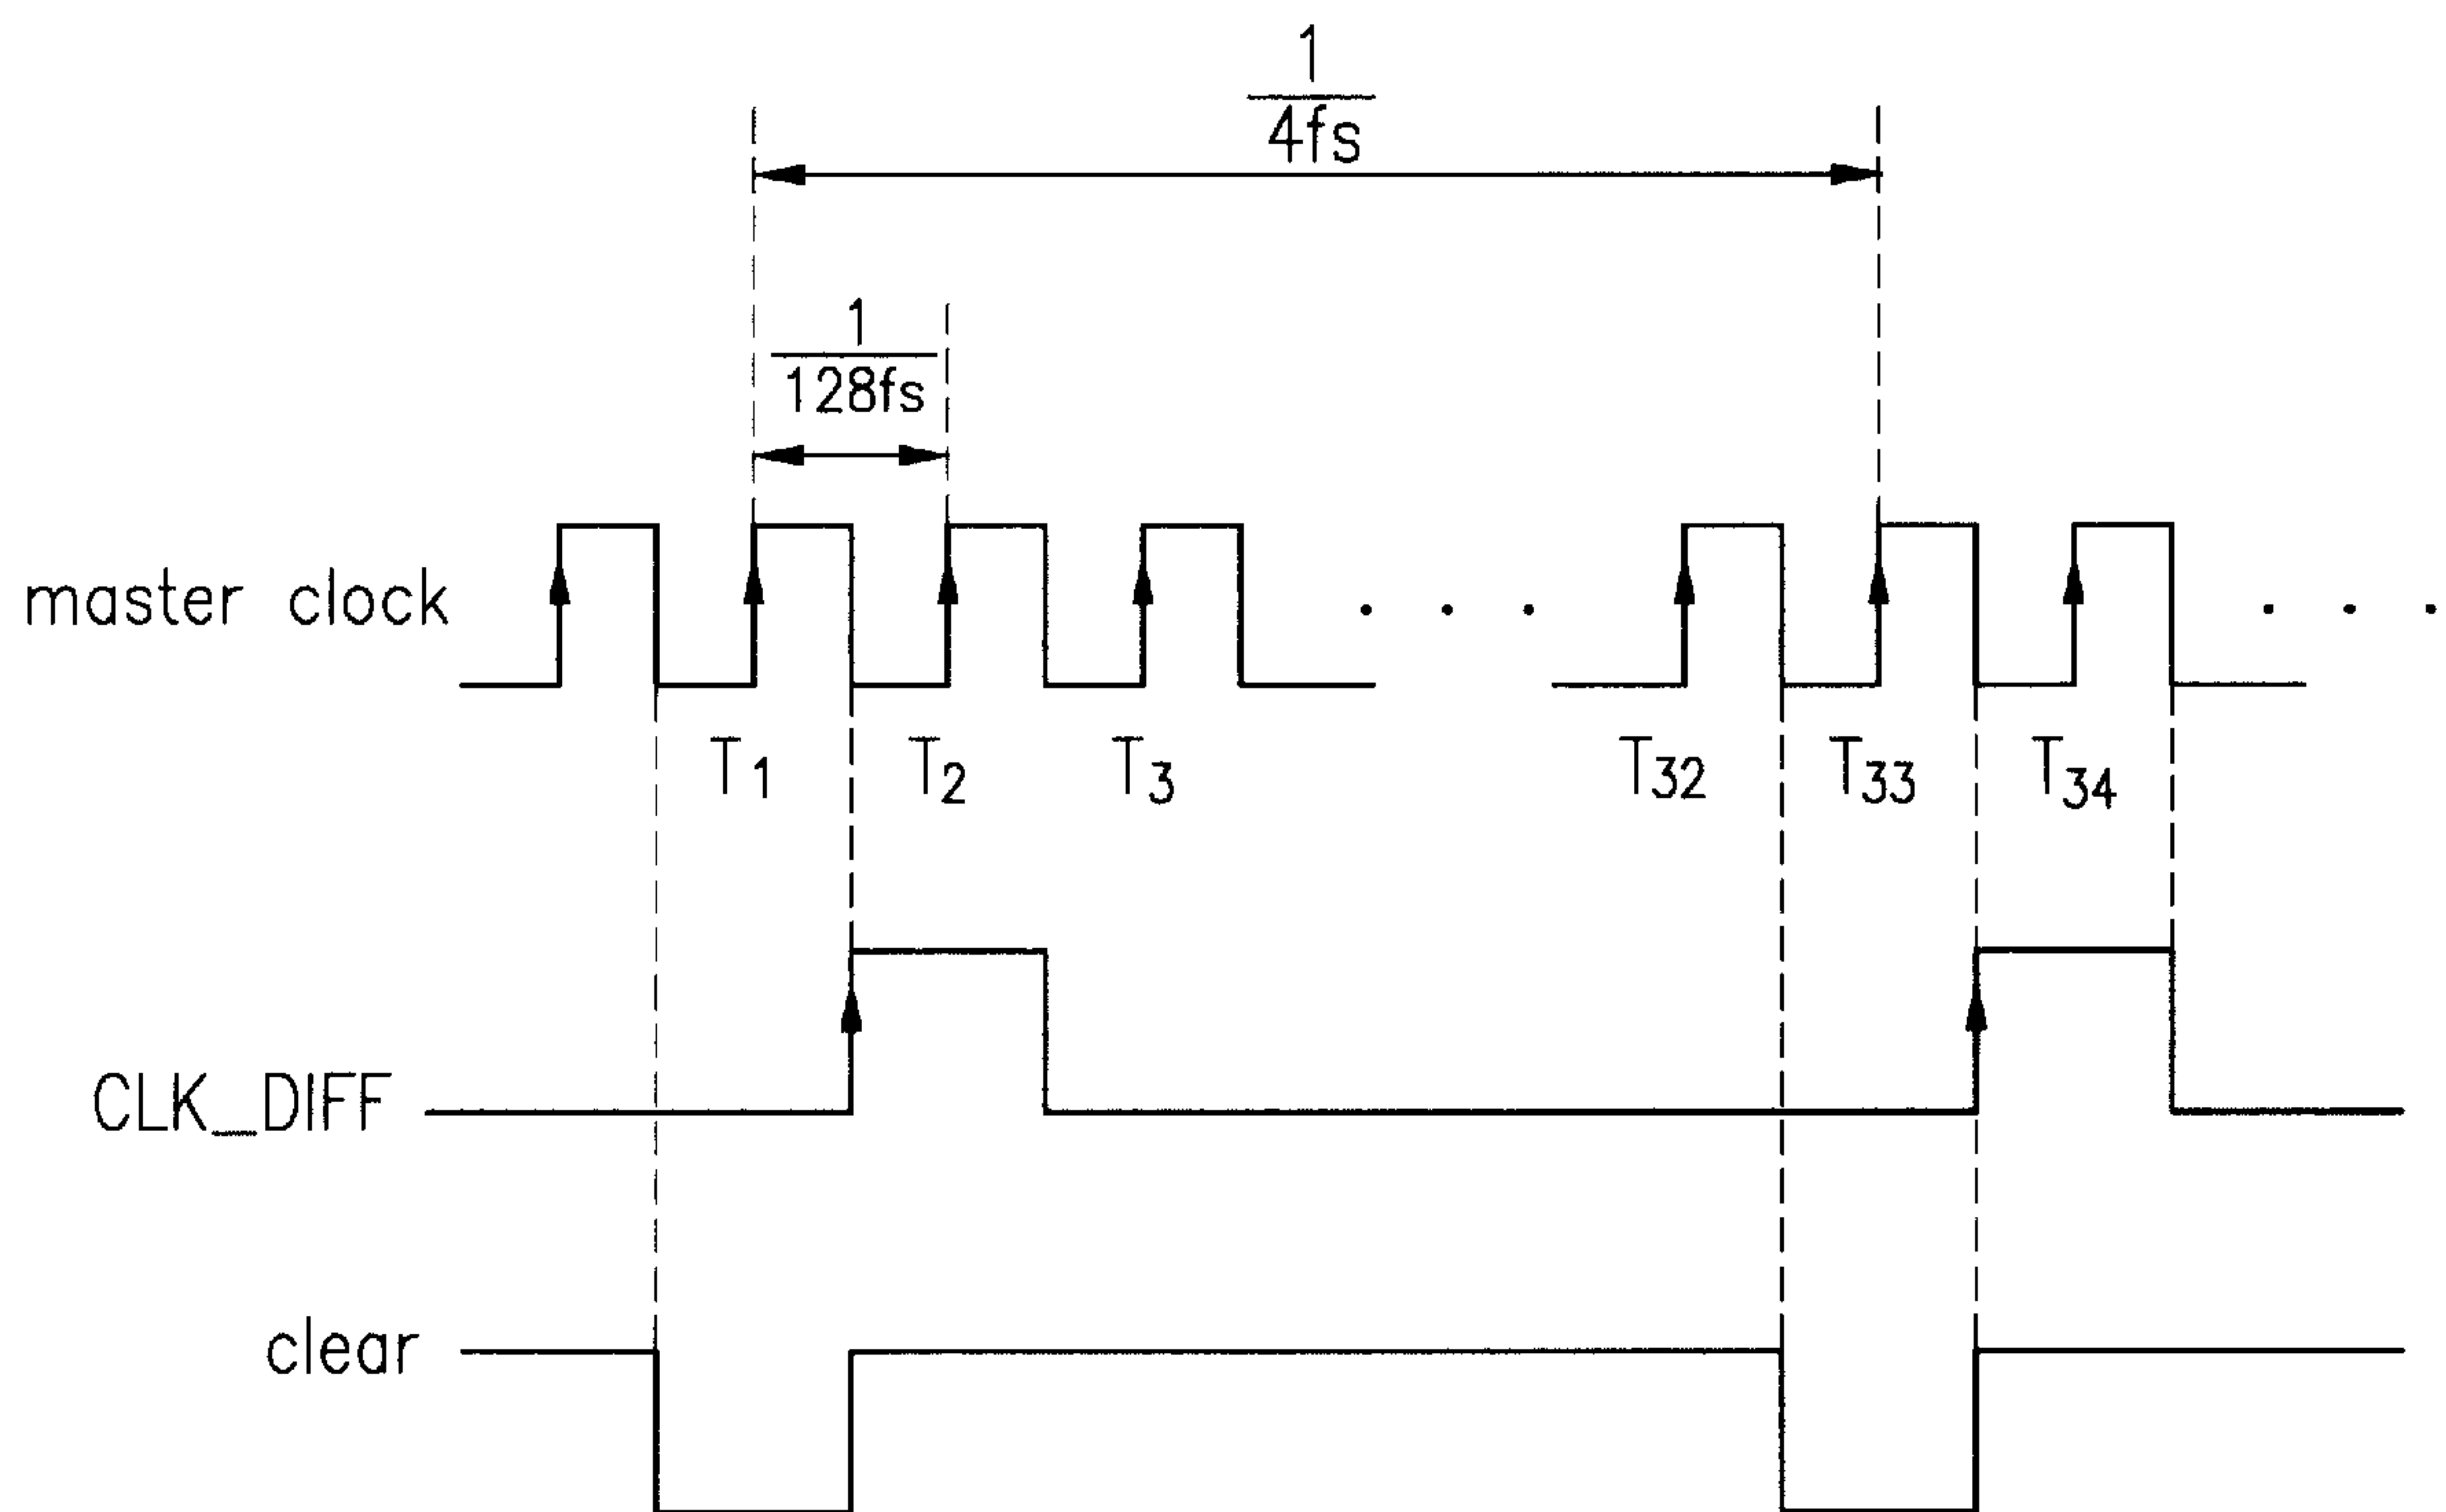 1
4fs
1
128fs
master clock
. . .
. . .
T1 T2 T3 T32 T33 T34
CLK_DIFF
clear